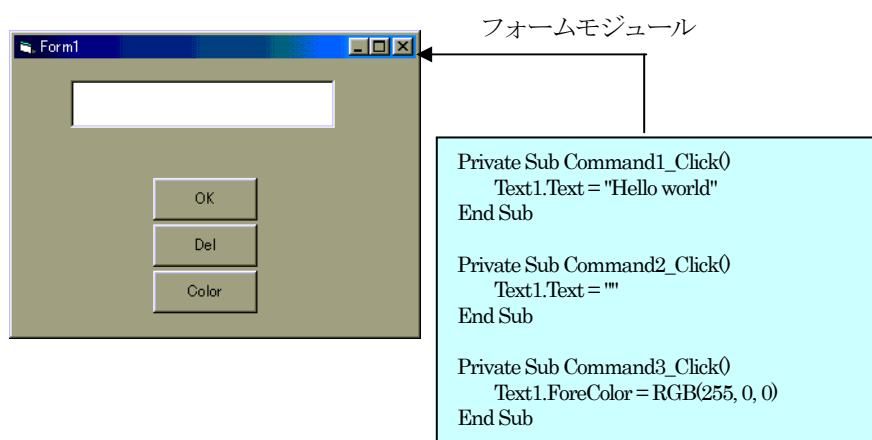 フォームモジュール
Form1
OK
Del
Color
Private Sub Command1_Click()
Text1.Text = "Hello world"
End Sub
Private Sub Command2_Click()
Text1.Text = ""
End Sub
Private Sub Command3_Click()
Text1.ForeColor = RGB(255, 0, 0)
End Sub